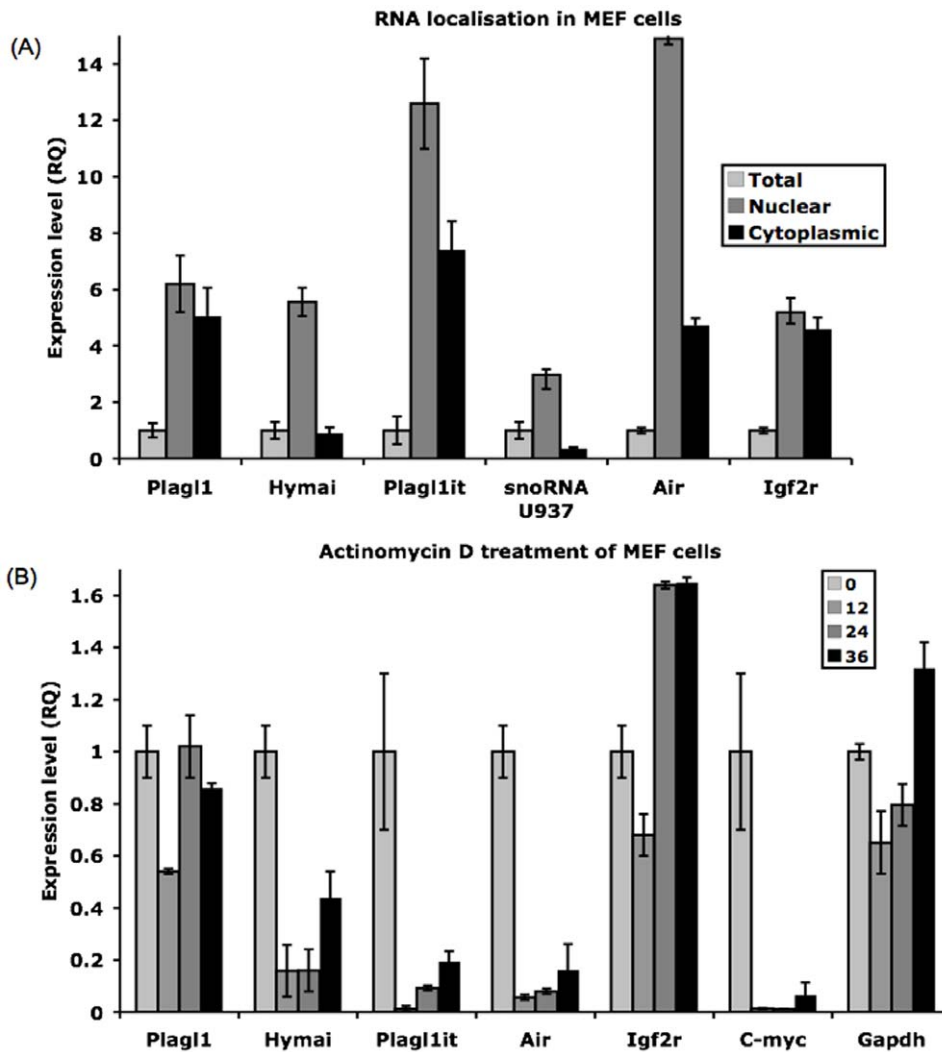 RNA localisation in MEF cells
(A)
Expression level (RQ)
14
12
10
8
6
4
2
0
Total
Nuclear
Cytoplasmic
Plagl1 Hymai Plagl1it snoRNA Air Igf2r
U937
Actinomycin D treatment of MEF cells
(B)
Expression level (RQ)
1.6
1.4
1.2
1
0.8
0.6
0.4
0.2
0
0
12
24
36
Plagl1 Hymai Plagl1it Air Igf2r C-myc Gapdh